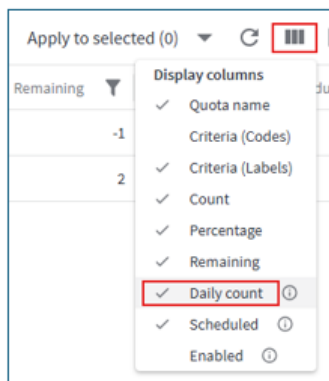 Apply to selected (0)
Remaining
Display columns
Quota name
-1
Criteria (Codes)
Criteria (Labels)
2
Count
Percentage
Remaining
Daily count
Scheduled
Enabled